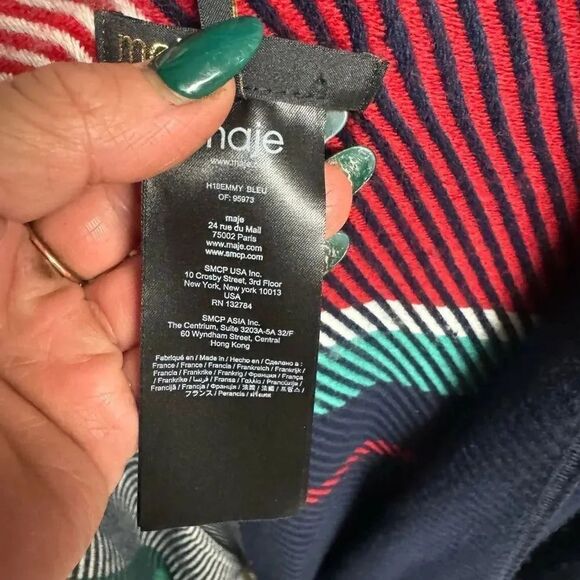 maje
www.maje.
H18EMMY BLEU
OF: 95973
maje
24 rue du Mail
75002 Paris
www.maje.com
www.smcp.com
SMCP USA Inc.
10 Crosby Street, 3rd Floor
New York, New york 10013
USA
RN 132784
SMCP ASIA Inc.
The Centrium, Suite 3203A-5A 32/F
60 Wyndham Street, Central
Hong Kong
Fabriqué en / Made in / Hecho en / Сделано в :
France / France / Francia / Frankreich / Frankrijk /
Francia / Frankrike / Frankrig / Франция / França
/ Frankrike / فرنسا / Fransa / Γαλλία / Prancūzija /
Francijā / Francja / Франція / 法国 / 法國 / 프랑스
/ フランス / Perancis / ฝรั่งเศส